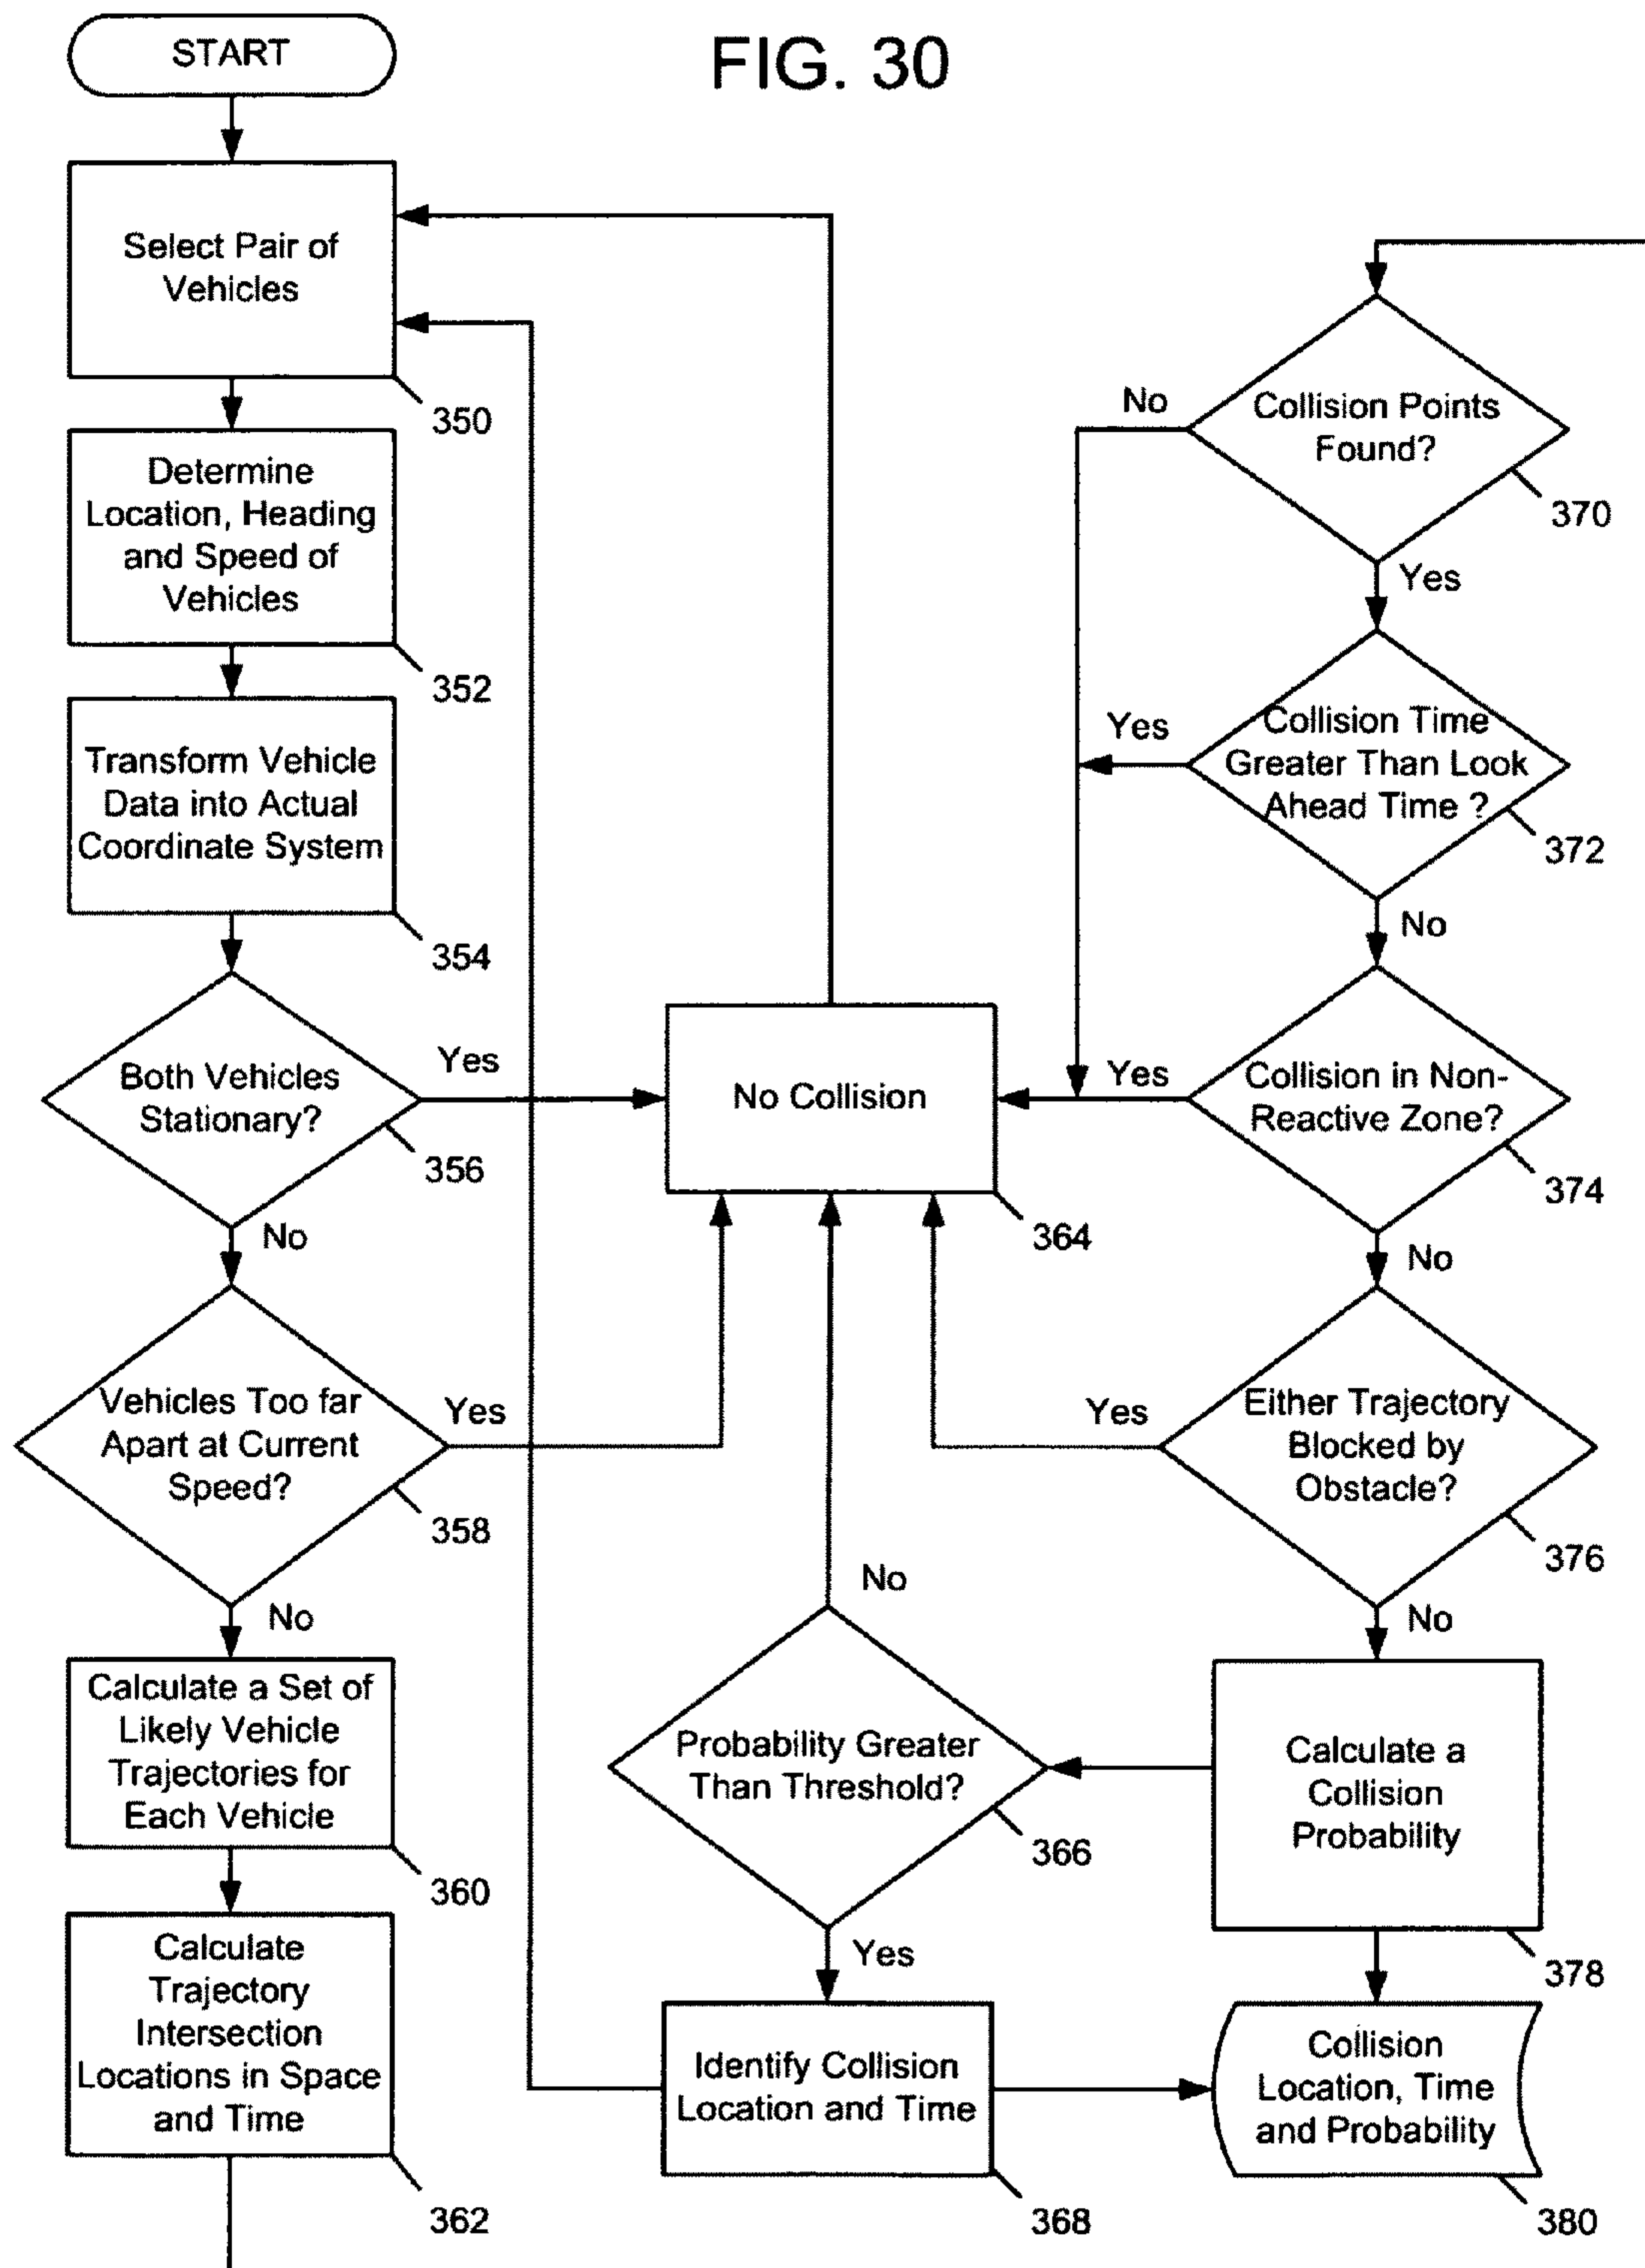 START
FIG. 30
Select Pair of
Vehicles
350
Determine
Location, Heading
and Speed of
Vehicles
352
Transform Vehicle
Data into Actual
Coordinate System
354
Both Vehicles
Stationary?
Yes
356
No
Vehicles Too far
Apart at Current
Speed?
Yes
358
No
Calculate a Set of
Likely Vehicle
Trajectories for
Each Vehicle
360
Calculate
Trajectory
Intersection
Locations in Space
and Time
362
No Collision
364
No
Probability Greater
Than Threshold?
366
Yes
Identify Collision
Location and Time
368
No
Collision Points
Found?
370
Yes
Yes
Collision Time
Greater Than Look
Ahead Time ?
372
No
Yes
Collision in Non-
Reactive Zone?
374
No
Yes
Either Trajectory
Blocked by
Obstacle?
376
No
Calculate a
Collision
Probability
378
Collision
Location, Time
and Probability
380